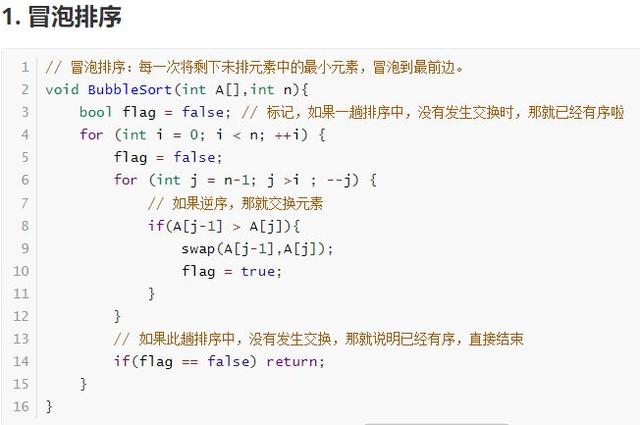 1. 冒泡排序
1 // 冒泡排序：每一次将剩下未排元素中的最小元素，冒泡到最前边。
2 void BubbleSort(int A[],int n){
3     bool flag = false; // 标记，如果一趟排序中，没有发生交换时，那就已经有序啦
4     for (int i = 0; i < n; ++i) {
5         flag = false;
6         for (int j = n-1; j >i ; --j) {
7             // 如果逆序，那就交换元素
8             if(A[j-1] > A[j]){
9                 swap(A[j-1],A[j]);
10                 flag = true;
11             }
12         }
13         // 如果此趟排序中，没有发生交换，那就说明已经有序，直接结束
14         if(flag == false) return;
15     }
16 }